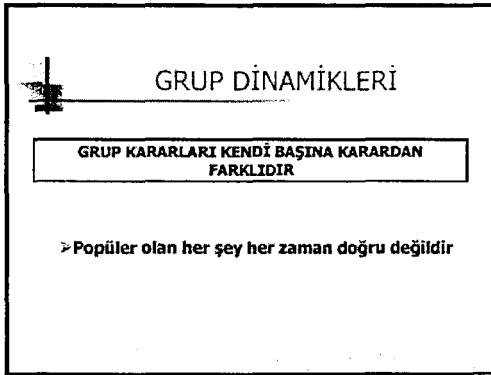 GRUP DİNAMİKLERİ
GRUP KARARLARI KENDİ BAŞINA KARARDAN
FARKLIDIR
➢Popüler olan her şey her zaman doğru değildir